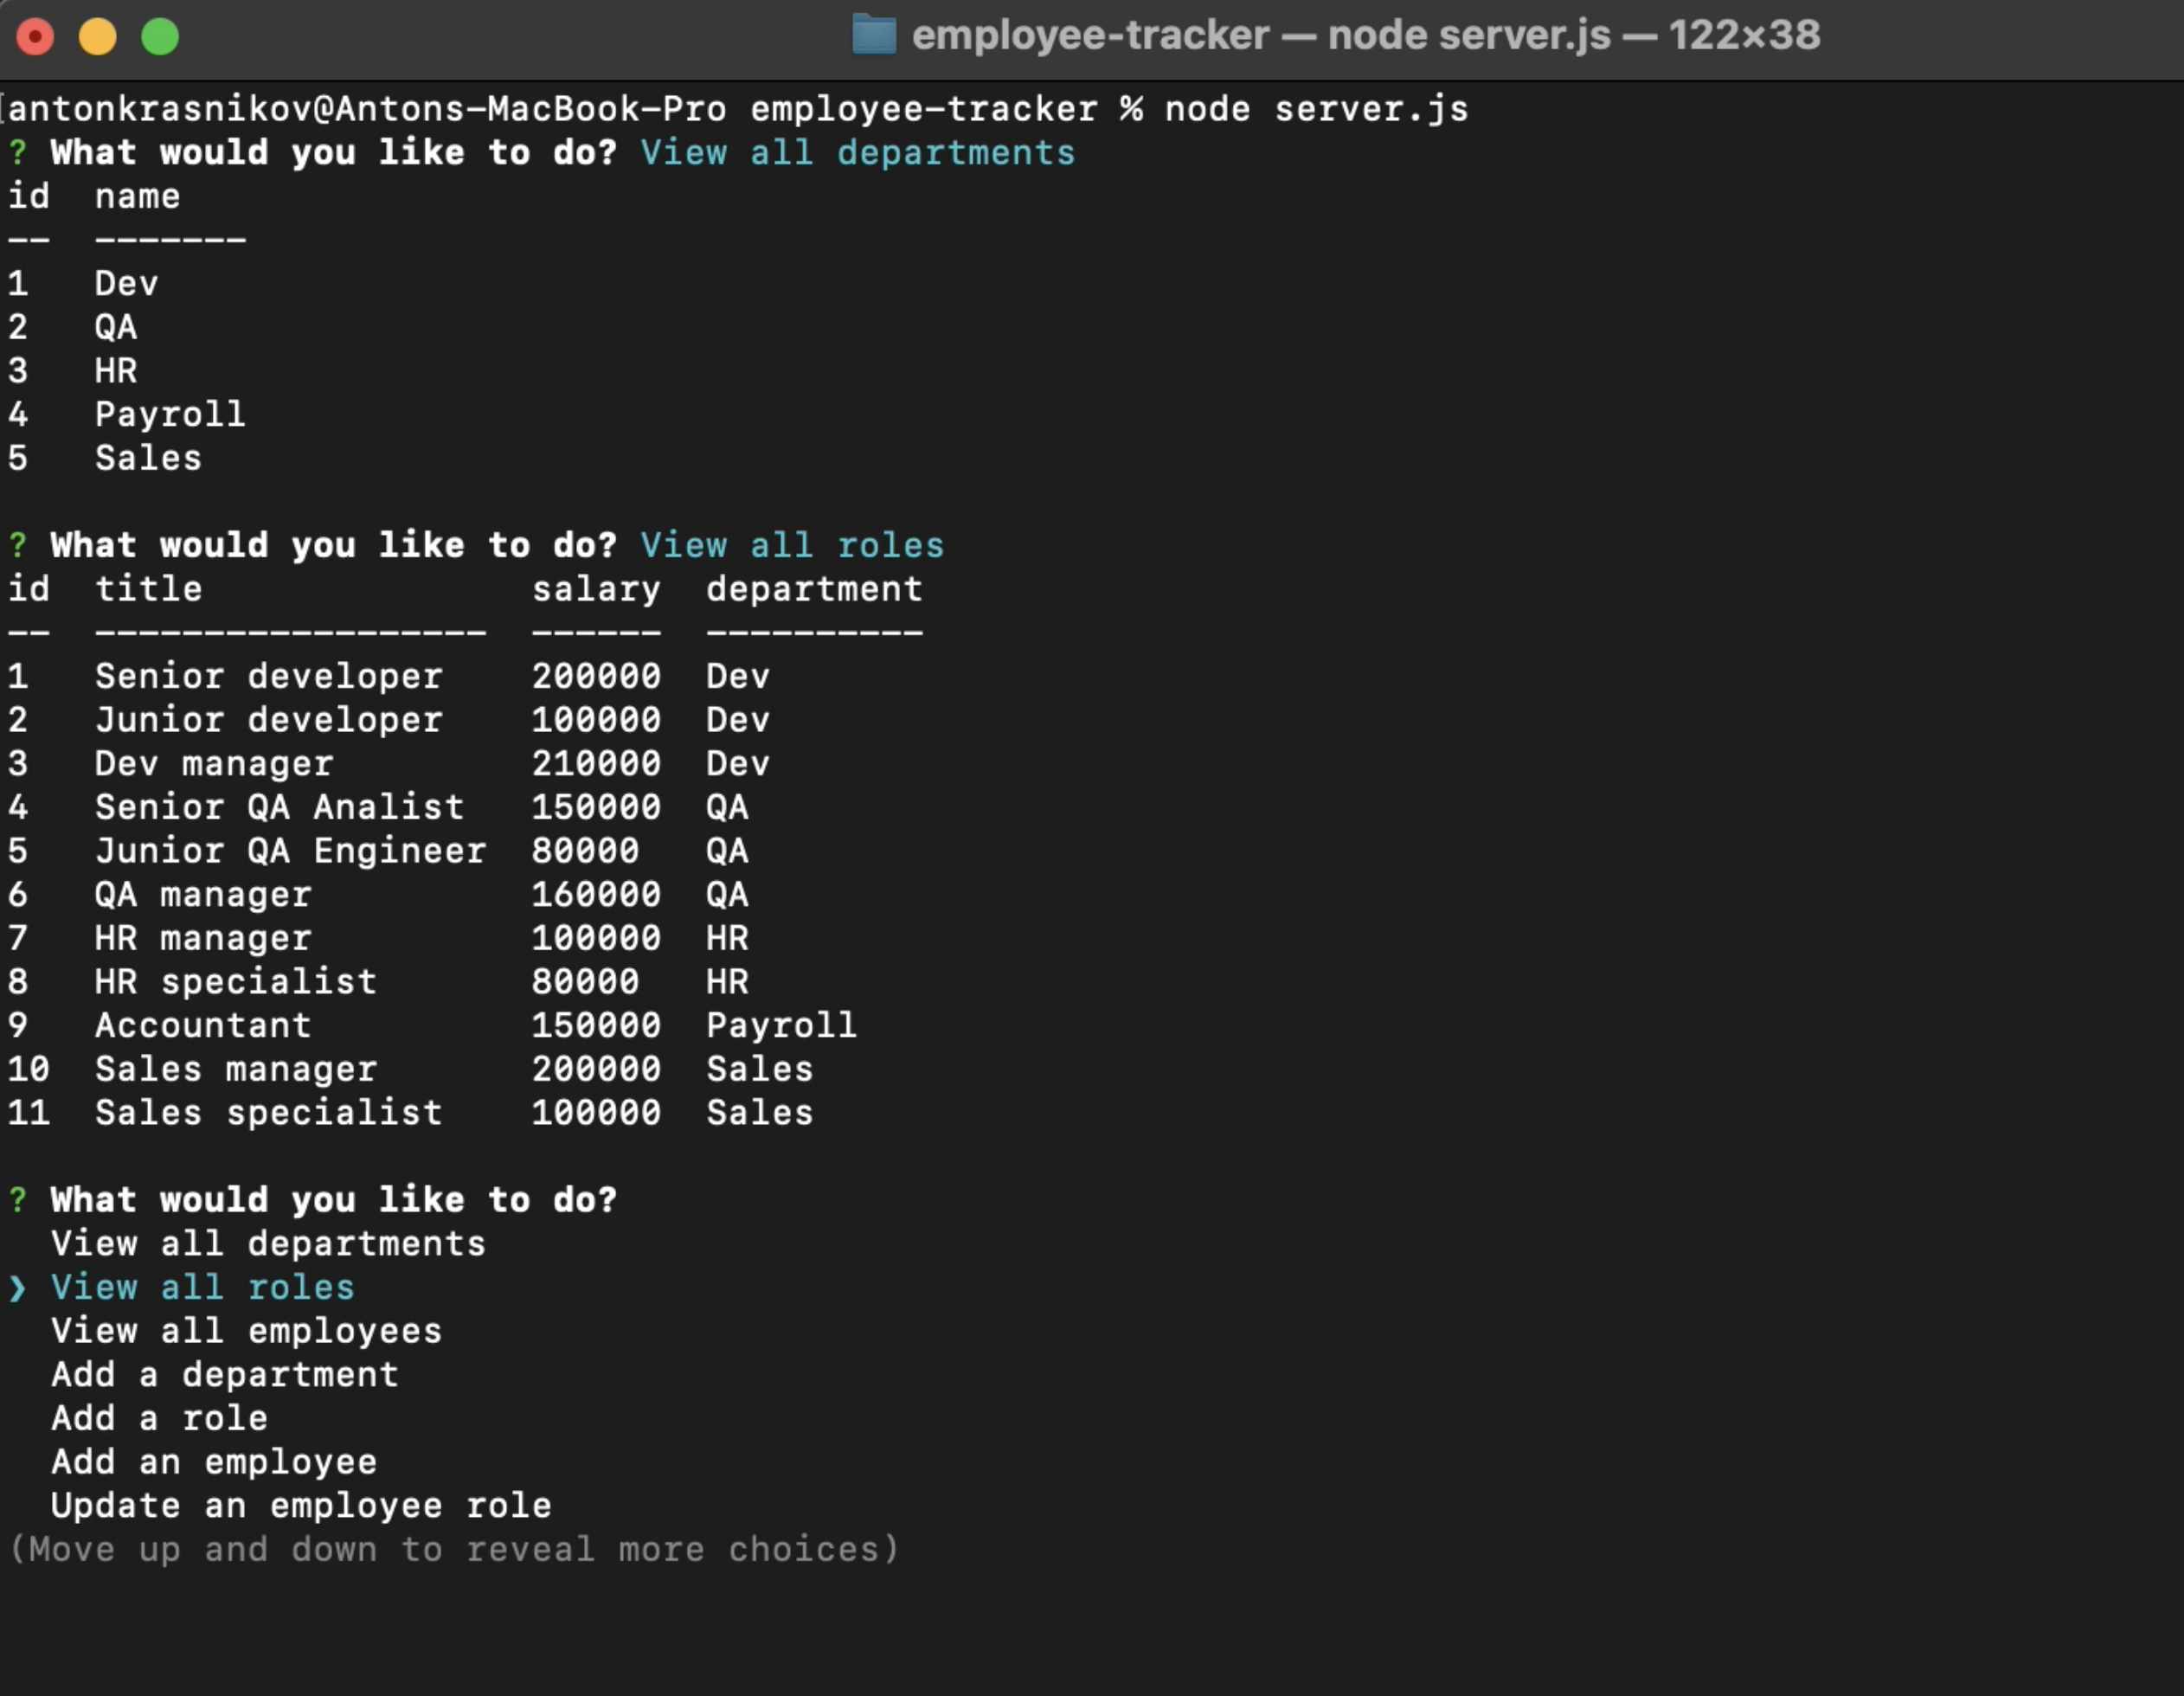 employee-tracker — node server.js — 122×38
[antonkrasnikov@Antons-MacBook-Pro employee-tracker % node server.js
? What would you like to do? View all departments
id  name
--  -------
1   Dev
2   QA
3   HR
4   Payroll
5   Sales
? What would you like to do? View all roles
id  title               salary  department
--  ------------------  ------  ----------
1   Senior developer    200000  Dev
2   Junior developer    100000  Dev
3   Dev manager         210000  Dev
4   Senior QA Analist   150000  QA
5   Junior QA Engineer  80000   QA
6   QA manager          160000  QA
7   HR manager          100000  HR
8   HR specialist       80000   HR
9   Accountant          150000  Payroll
10  Sales manager       200000  Sales
11  Sales specialist    100000  Sales
? What would you like to do?
  View all departments
❯ View all roles
  View all employees
  Add a department
  Add a role
  Add an employee
  Update an employee role
(Move up and down to reveal more choices)